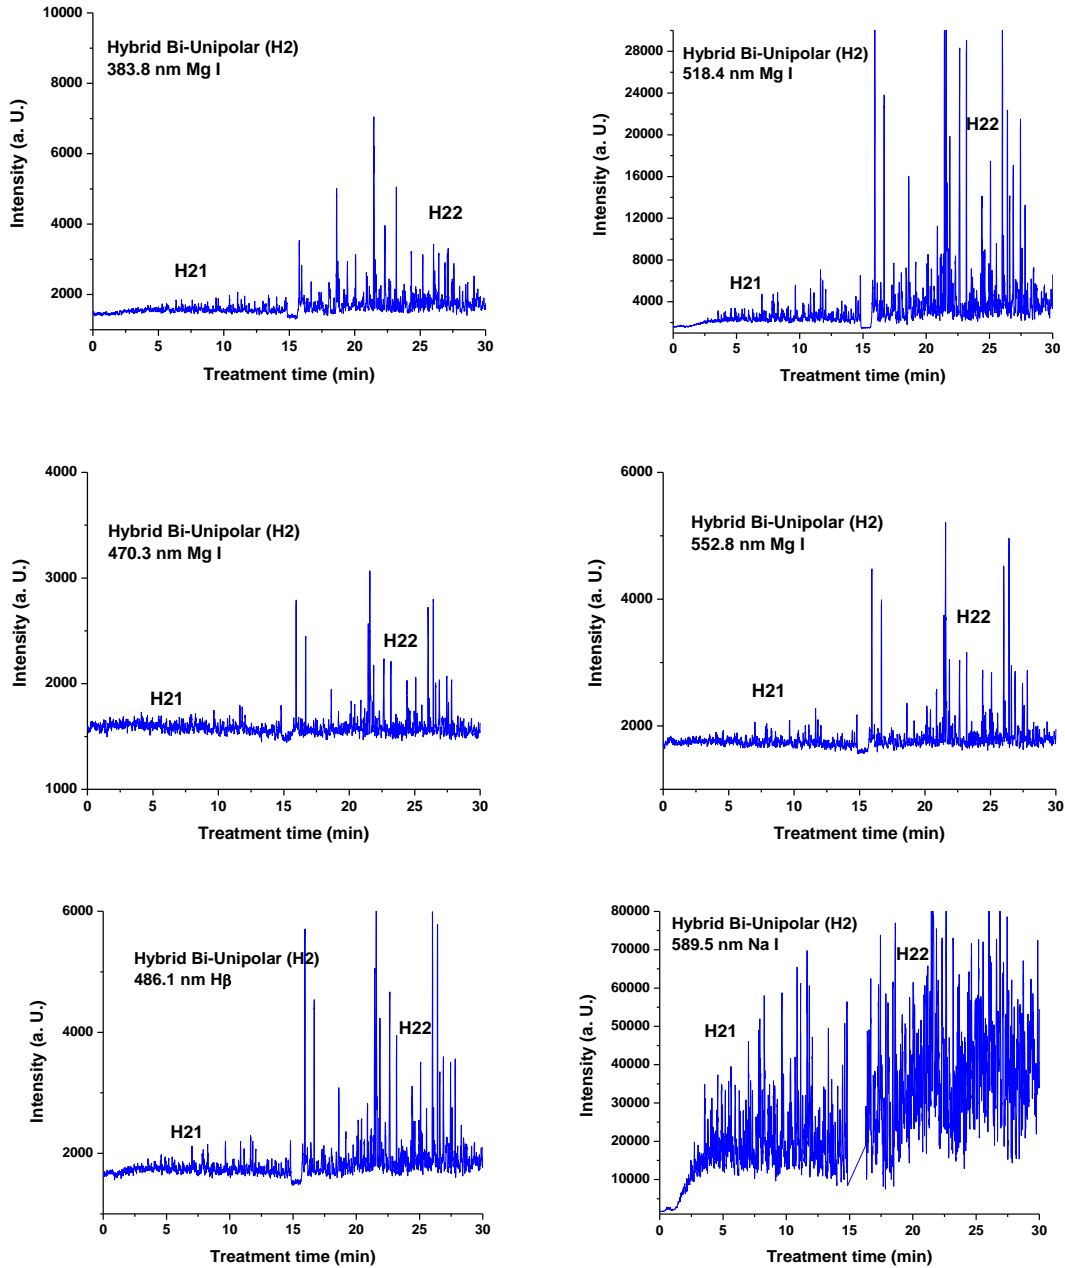 Hybrid Bi-Unipolar (H2)
383.8 nm Mg I
Intensity (a. U.)
10000
8000
6000
4000
2000
H21
H22
0 5 10 15 20 25 30
Treatment time (min)
Hybrid Bi-Unipolar (H2)
518.4 nm Mg I
Intensity (a. U.)
28000
24000
20000
16000
12000
8000
4000
H21
H22
0 5 10 15 20 25 30
Treatment time (min)
Hybrid Bi-Unipolar (H2)
470.3 nm Mg I
Intensity (a. U.)
4000
3000
2000
1000
H21
H22
0 5 10 15 20 25 30
Treatment time (min)
Hybrid Bi-Unipolar (H2)
552.8 nm Mg I
Intensity (a. U.)
6000
4000
2000
H21
H22
0 5 10 15 20 25 30
Treatment time (min)
Hybrid Bi-Unipolar (H2)
486.1 nm Hβ
Intensity (a. U.)
6000
4000
2000
H21
H22
0 5 10 15 20 25 30
Treatment time (min)
Hybrid Bi-Unipolar (H2)
589.5 nm Na I
Intensity (a. U.)
80000
70000
60000
50000
40000
30000
20000
10000
H21
H22
0 5 10 15 20 25 30
Treatment time (min)